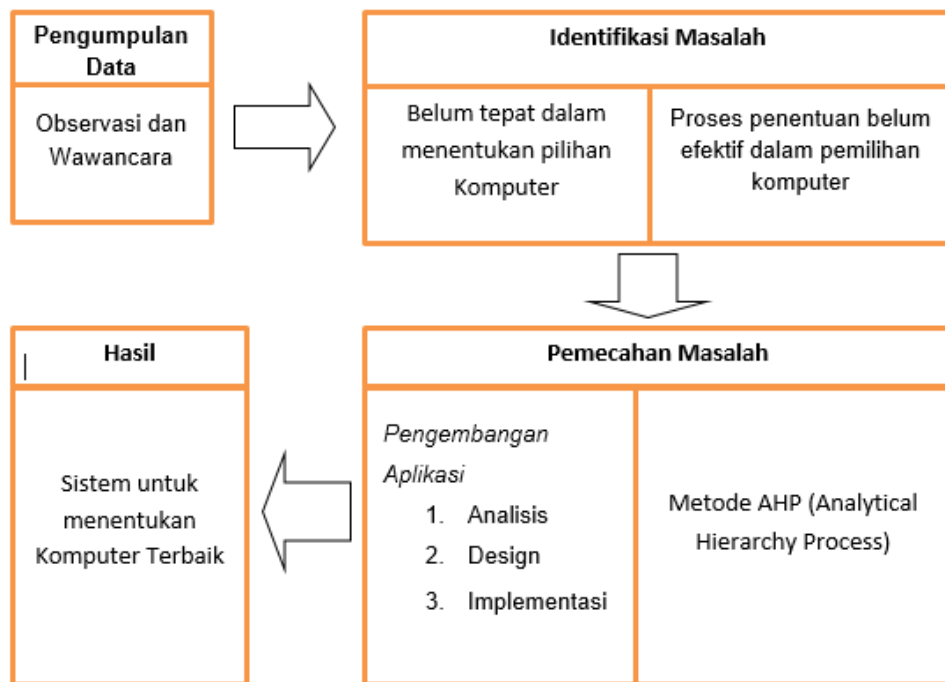 Pengumpulan
Data
Observasi dan
Wawancara
Identifikasi Masalah
Belum tepat dalam
menentukan pilihan
Komputer
Proses penentuan belum
efektif dalam pemilihan
komputer
Pemecahan Masalah
Pengembangan
Aplikasi
1. Analisis
2. Design
3. Implementasi
Metode AHP (Analytical
Hierarchy Process)
Hasil
Sistem untuk
menentukan
Komputer Terbaik